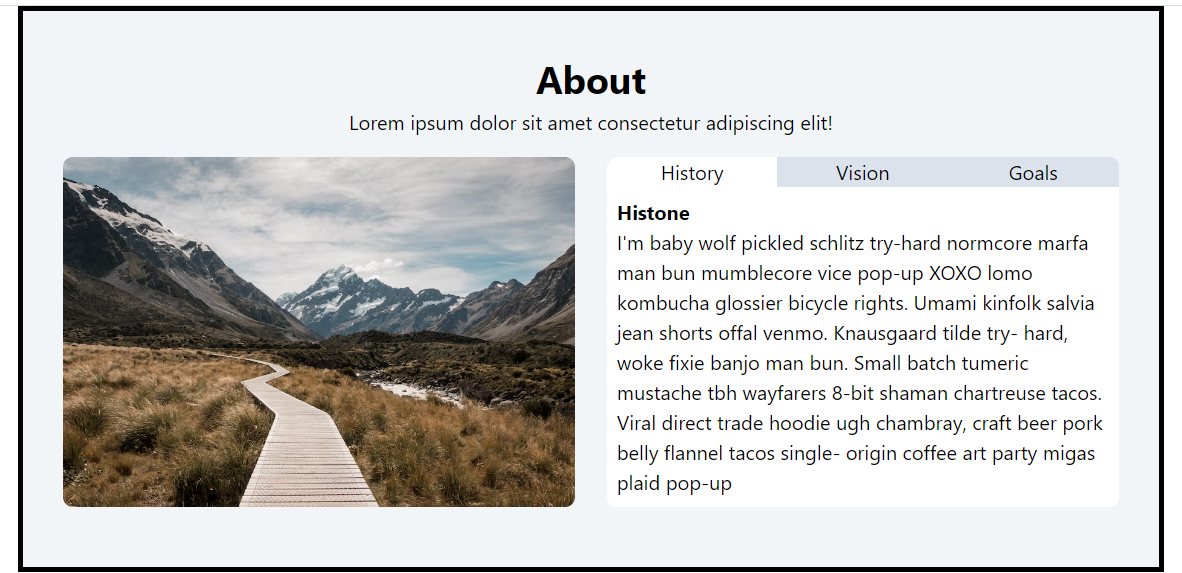 About
Lorem ipsum dolor sit amet consectetur adipiscing elit!
History
Vision
Goals
Histone
I'm baby wolf pickled schlitz try-hard normcore marfa
man bun mumblecore vice pop-up XOXO lomo
kombucha glossier bicycle rights. Umami kinfolk salvia
jean shorts offal venmo. Knausgaard tilde try- hard,
woke fixie banjo man bun. Small batch tumeric
mustache tbh wayfarers 8-bit shaman chartreuse tacos.
Viral direct trade hoodie ugh chambray, craft beer pork
belly flannel tacos single- origin coffee art party migas
plaid pop-up